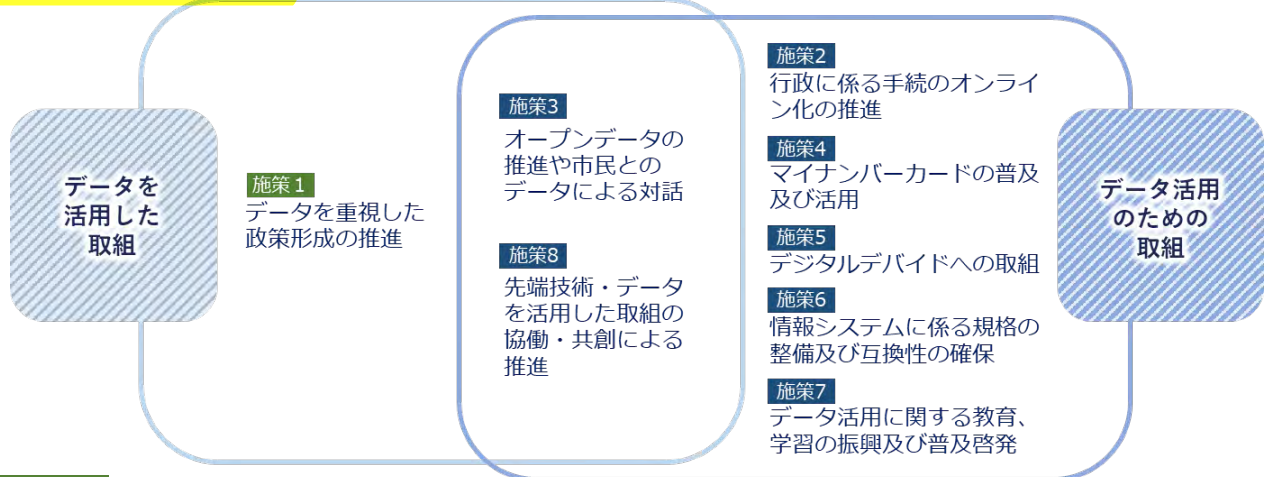 データを
活用した
取組
施策1
データを重視した
政策形成の推進
施策3
オープンデータの
推進や市民との
データによる対話
施策8
先端技術・データ
を活用した取組の
協働・共創による
推進
施策2
行政に係る手続のオンライ
ン化の推進
施策4
マイナンバーカードの普及
及び活用
施策5
デジタルデバイドへの取組
施策6
情報システムに係る規格の
整備及び互換性の確保
施策7
データ活用に関する教育、
学習の振興及び普及啓発
データ活用
のための
取組